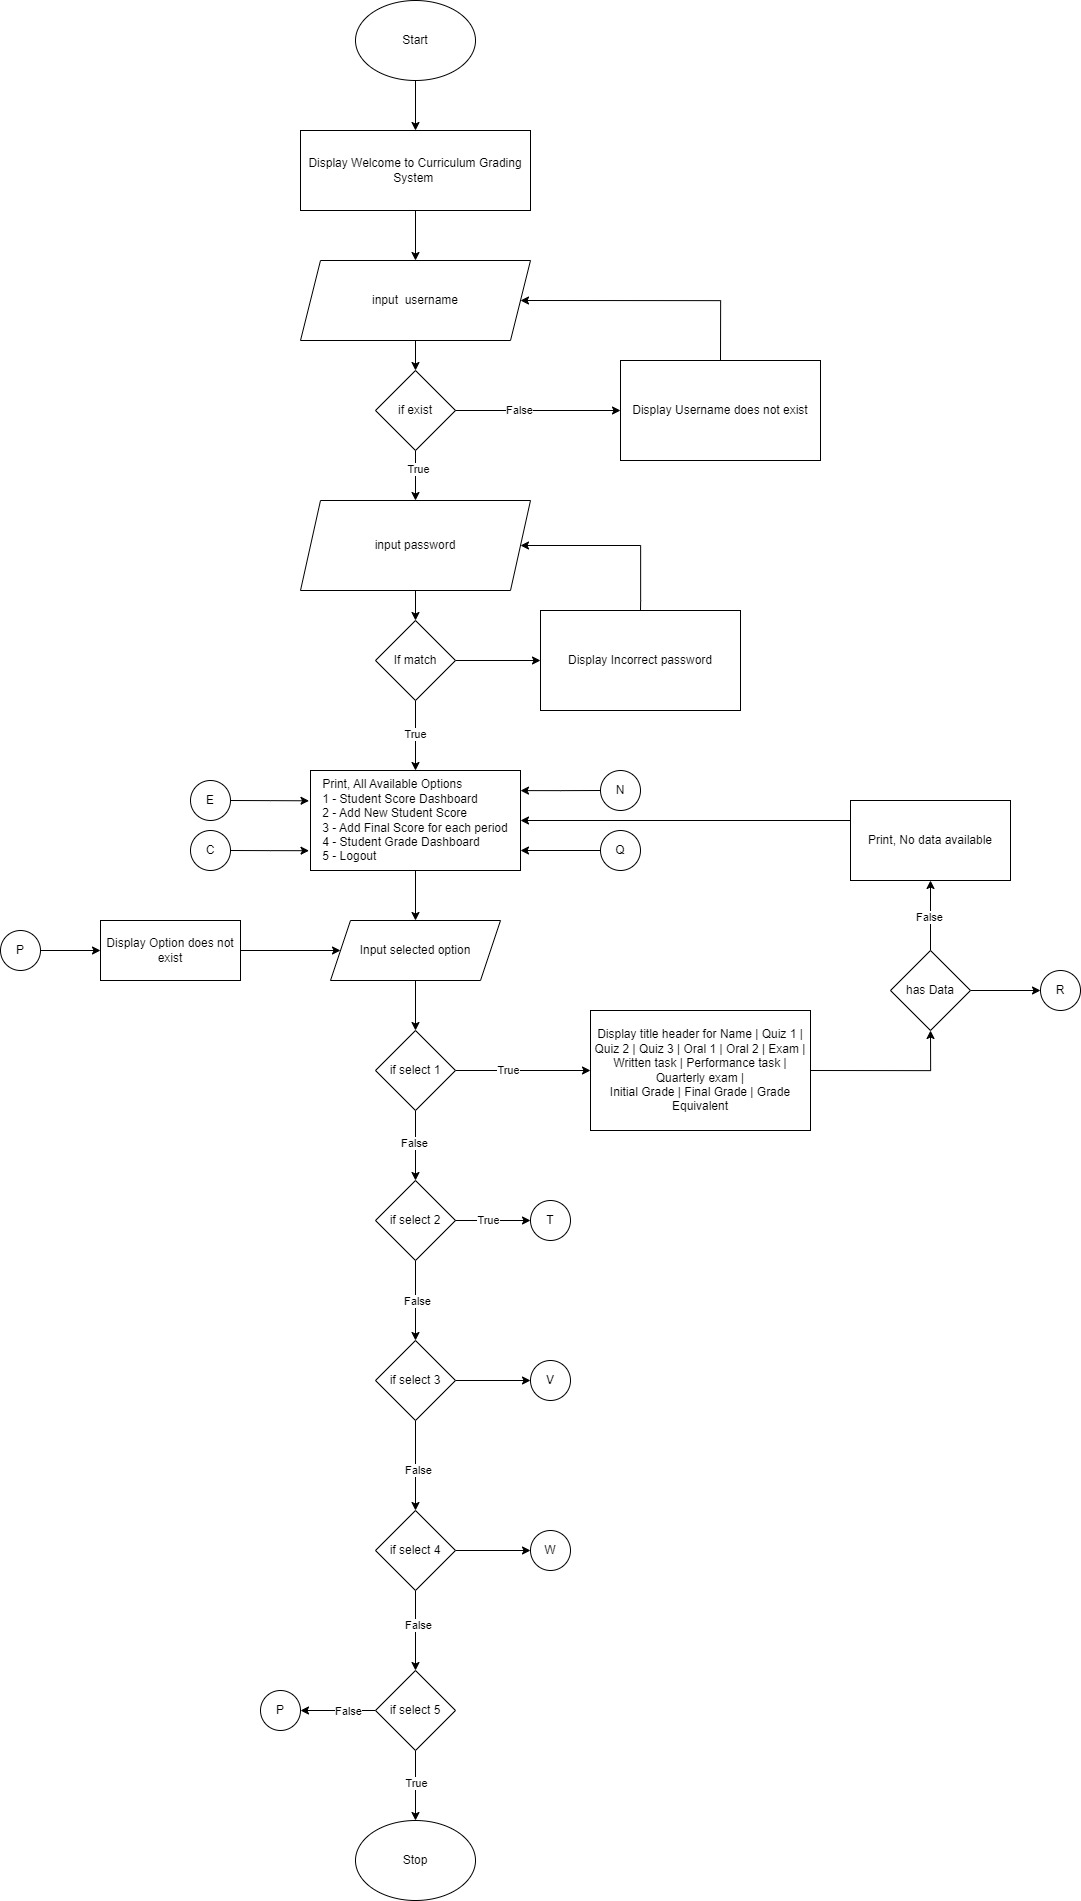 Start
Display Welcome to Curriculum Grading
System
input  username
if exist
False
Display Username does not exist
True
input password
If match
Display Incorrect password
True
Print, All Available Options
1 - Student Score Dashboard
2 - Add New Student Score
3 - Add Final Score for each period
4 - Student Grade Dashboard
5 - Logout
E
C
N
Q
Print, No data available
False
P
Display Option does not
exist
Input selected option
has Data
R
if select 1
True
Display title header for Name | Quiz 1 |
Quiz 2 | Quiz 3 | Oral 1 | Oral 2 | Exam |
Written task | Performance task |
Quarterly exam |
Initial Grade | Final Grade | Grade
Equivalent
False
if select 2
True
T
False
if select 3
V
False
if select 4
W
False
P
False
if select 5
True
Stop